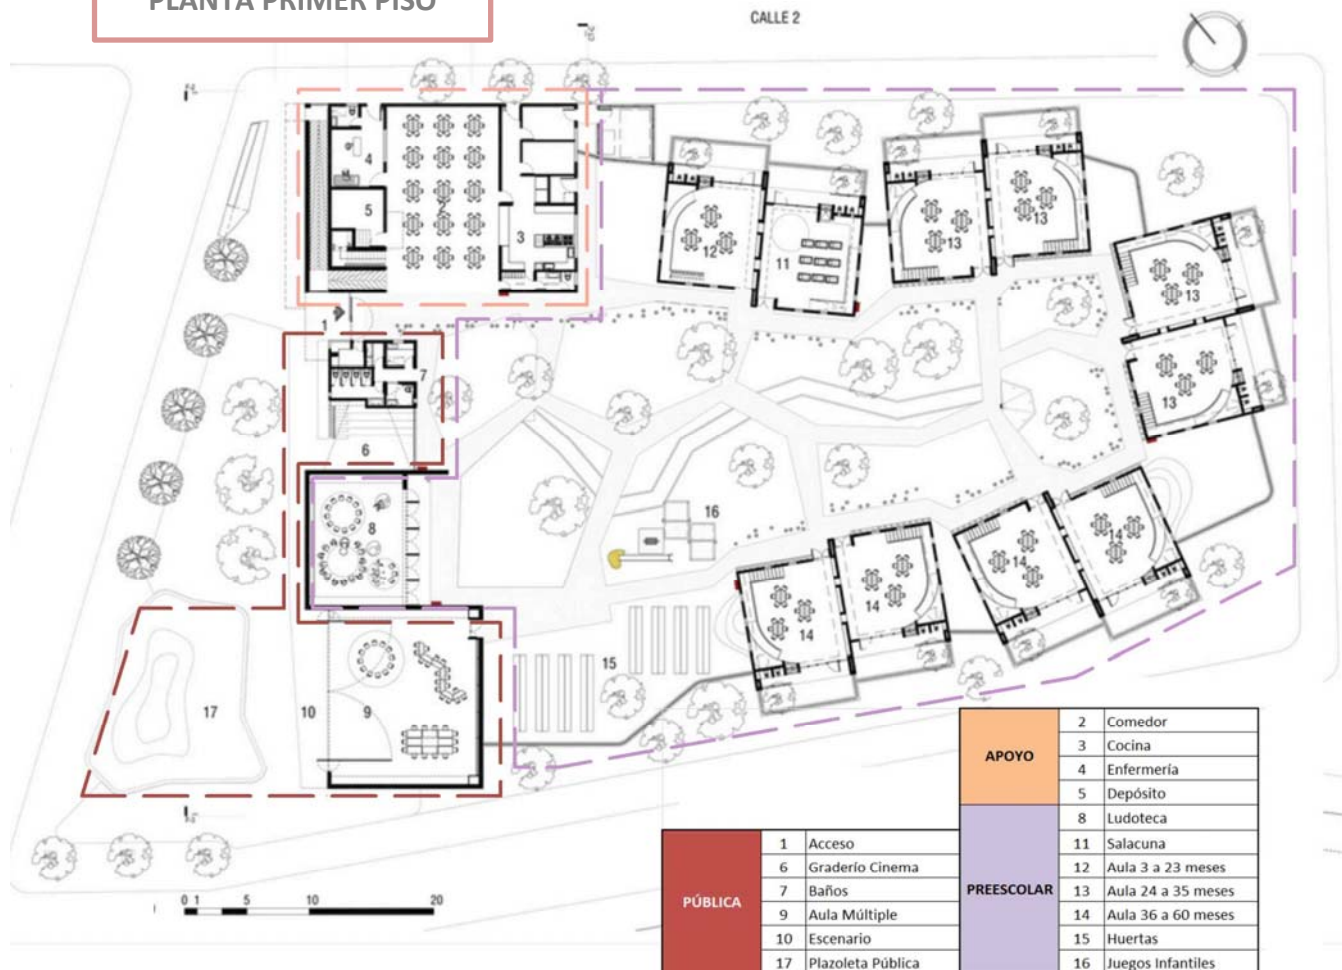 PLANTA PRIMER PISO
CALLE 2
4
2
5
3
1
7
6
8
16
12
11
13
13
13
13
14
14
14
14
15
17
10
9
0 1 5 10 20
APOYO
2 Comedor
3 Cocina
4 Enfermería
5 Depósito
PREESCOLAR
8 Ludoteca
11 Salacuna
12 Aula 3 a 23 meses
13 Aula 24 a 35 meses
14 Aula 36 a 60 meses
15 Huertas
16 Juegos Infantiles
PÚBLICA
1 Acceso
6 Graderío Cinema
7 Baños
9 Aula Múltiple
10 Escenario
17 Plazoleta Pública